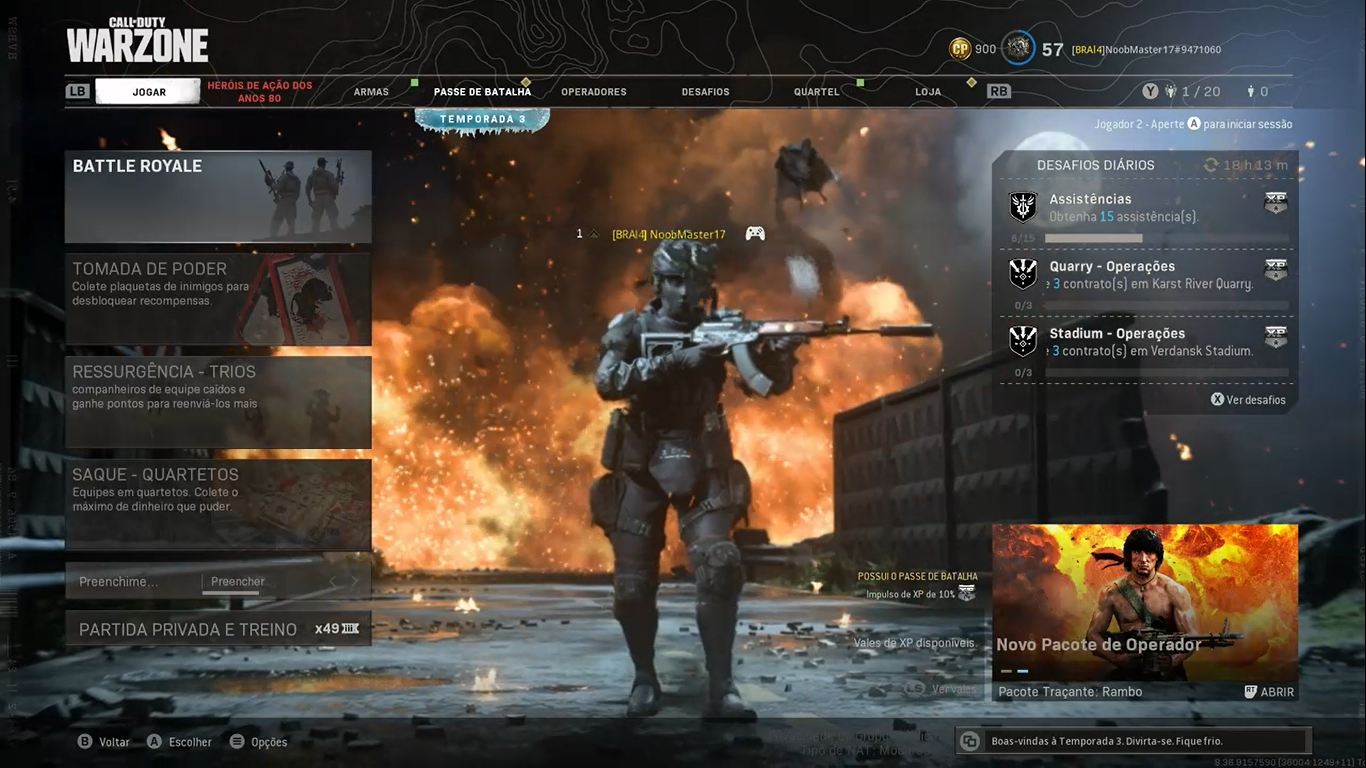 CALL OF DUTY
WARZONE
CP 900 57 [BRAI4]NoobMaster17#9471060
LB JOGAR HERÓIS DE AÇÃO DOS
ANOS 80
ARMAS PASSE DE BATALHA OPERADORES DESAFIOS QUARTEL LOJA RB Y 1 / 20 0
TEMPORADA 3
Jogador 2 - Aperte A para iniciar sessão
BATTLE ROYALE
TOMADA DE PODER
Colete plaquetas de inimigos para
desbloquear recompensas.
RESSURGÊNCIA - TRIOS
companheiros de equipe caídos e
ganhe pontos para reenviá-los mais
SAQUE - QUARTETOS
Equipes em quartetos. Colete o
máximo de dinheiro que puder.
Preenchime... Preencher
PARTIDA PRIVADA E TREINO x49
1 [BRAI4] NoobMaster17
DESAFIOS DIÁRIOS 18 h 13 m
Assistências XP
Obtenha 15 assistência(s).
6/15
Quarry - Operações XP
e 3 contrato(s) em Karst River Quarry.
0/3
Stadium - Operações XP
e 3 contrato(s) em Verdansk Stadium.
0/3
X Ver desafios
POSSUI O PASSE DE BATALHA
Impulso de XP de 10%
Vales de XP disponíveis.
LS Ver vales
Novo Pacote de Operador
Pacote Traçante: Rambo RT ABRIR
B Voltar A Escolher Opções
Tipo de NAT:
Boas-vindas à Temporada 3. Divirta-se. Fique frio.